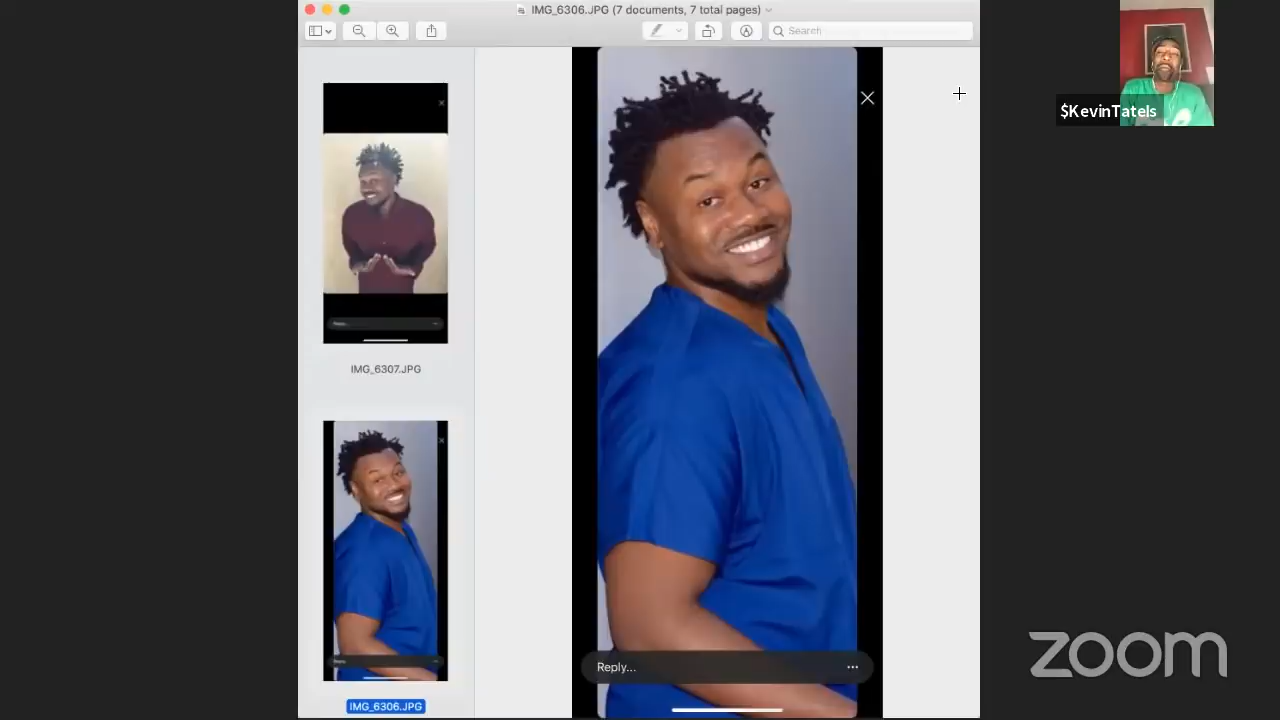 IMG_6306.JPG (7 documents, 7 total pages)
Search
$KevinTatels
IMG_6307.JPG
Reply...
IMG_6306.JPG
zoom